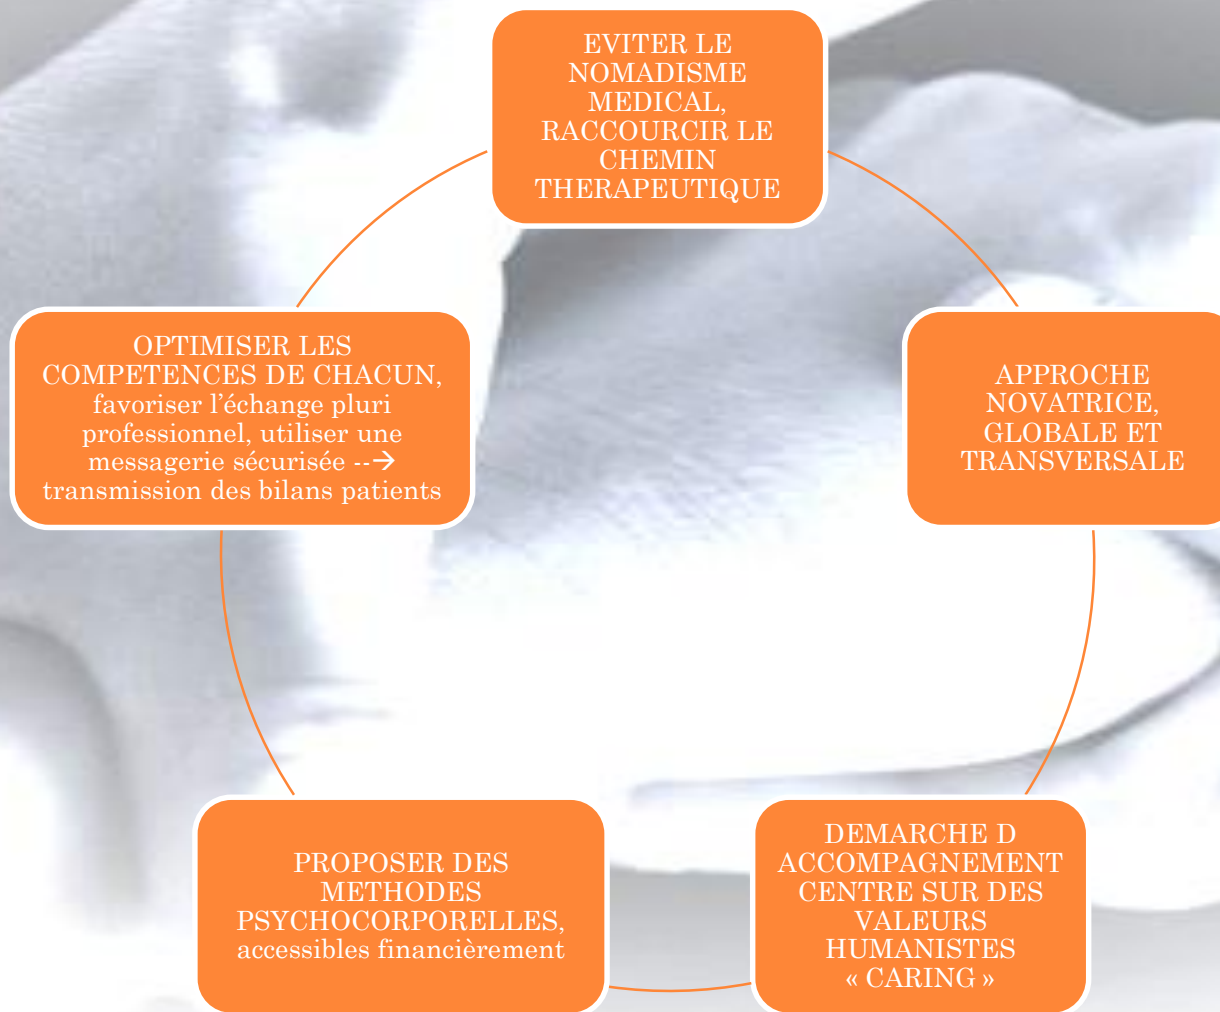 EVITER LE
NOMADISME
MEDICAL,
RACCOURCIR LE
CHEMIN
THERAPEUTIQUE
APPROCHE
NOVATRICE,
GLOBALE ET
TRANSVERSALE
DEMARCHE D
ACCOMPAGNEMENT
CENTRE SUR DES
VALEURS
HUMANISTES
« CARING »
PROPOSER DES
METHODES
PSYCHOCORPORELLES,
accessibles financièrement
OPTIMISER LES
COMPETENCES DE CHACUN,
favoriser l’échange pluri
professionnel, utiliser une
messagerie sécurisée --→
transmission des bilans patients